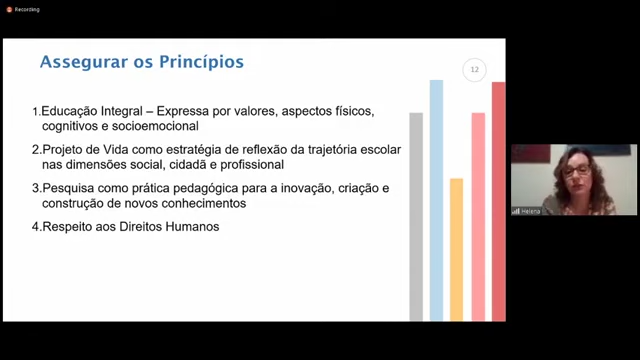 Recording
Assegurar os Princípios
12
1.Educação Integral – Expressa por valores, aspectos físicos,
cognitivos e socioemocional
2.Projeto de Vida como estratégia de reflexão da trajetória escolar
nas dimensões social, cidadã e profissional
3.Pesquisa como prática pedagógica para a inovação, criação e
construção de novos conhecimentos
4.Respeito aos Direitos Humanos
Helena